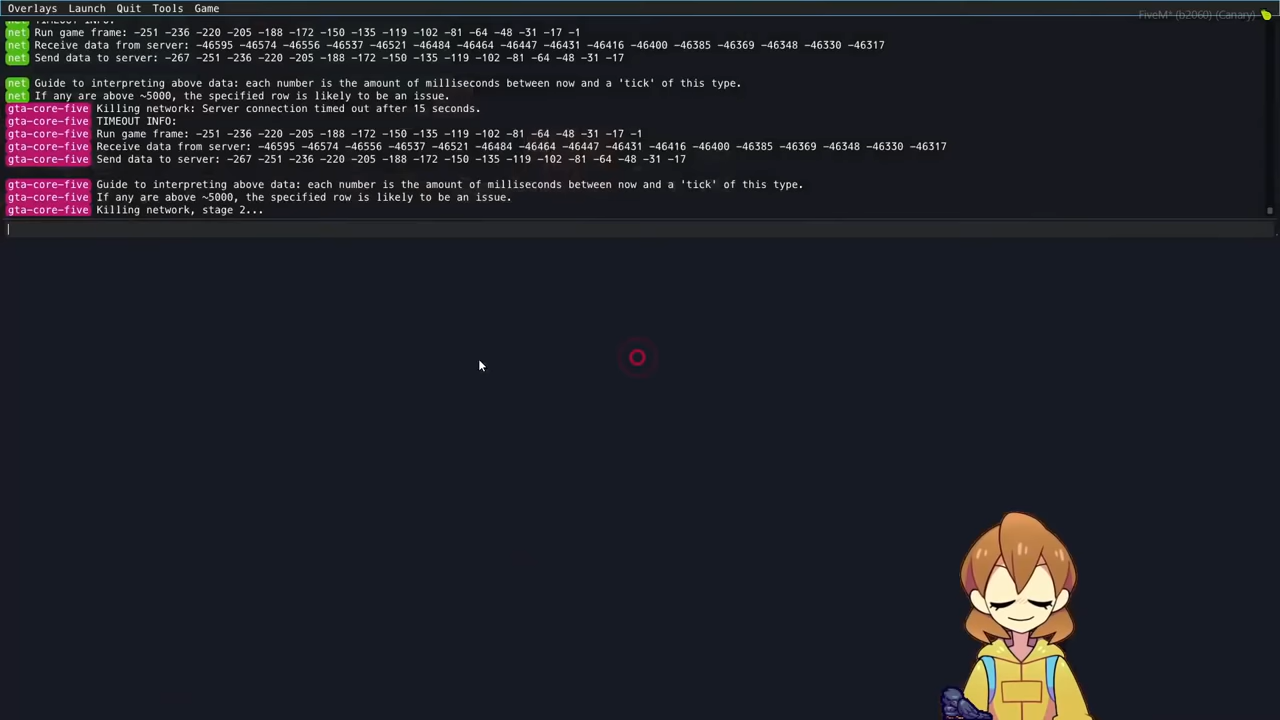 Overlays Launch Quit Tools Game
FiveM* (b2060) (Canary)
TIMEOUT INFO:
net Run game frame: -251 -236 -220 -205 -188 -172 -150 -135 -119 -102 -81 -64 -48 -31 -17 -1
net Receive data from server: -46595 -46574 -46556 -46537 -46521 -46484 -46464 -46447 -46431 -46416 -46400 -46385 -46369 -46348 -46330 -46317
net Send data to server: -267 -251 -236 -220 -205 -188 -172 -150 -135 -119 -102 -81 -64 -48 -31 -17
net Guide to interpreting above data: each number is the amount of milliseconds between now and a 'tick' of this type.
net If any are above ~5000, the specified row is likely to be an issue.
gta-core-five Killing network: Server connection timed out after 15 seconds.
gta-core-five TIMEOUT INFO:
gta-core-five Run game frame: -251 -236 -220 -205 -188 -172 -150 -135 -119 -102 -81 -64 -48 -31 -17 -1
gta-core-five Receive data from server: -46595 -46574 -46556 -46537 -46521 -46484 -46464 -46447 -46431 -46416 -46400 -46385 -46369 -46348 -46330 -46317
gta-core-five Send data to server: -267 -251 -236 -220 -205 -188 -172 -150 -135 -119 -102 -81 -64 -48 -31 -17
gta-core-five Guide to interpreting above data: each number is the amount of milliseconds between now and a 'tick' of this type.
gta-core-five If any are above ~5000, the specified row is likely to be an issue.
gta-core-five Killing network, stage 2...